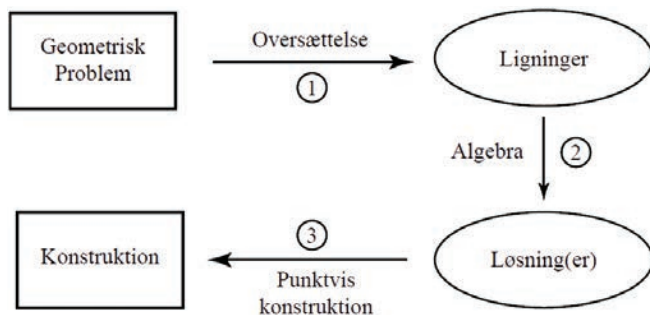 Geometrisk
Problem
Oversættelse
1
Ligninger
Algebra
2
Løsning(er)
3
Punktvis
konstruktion
Konstruktion